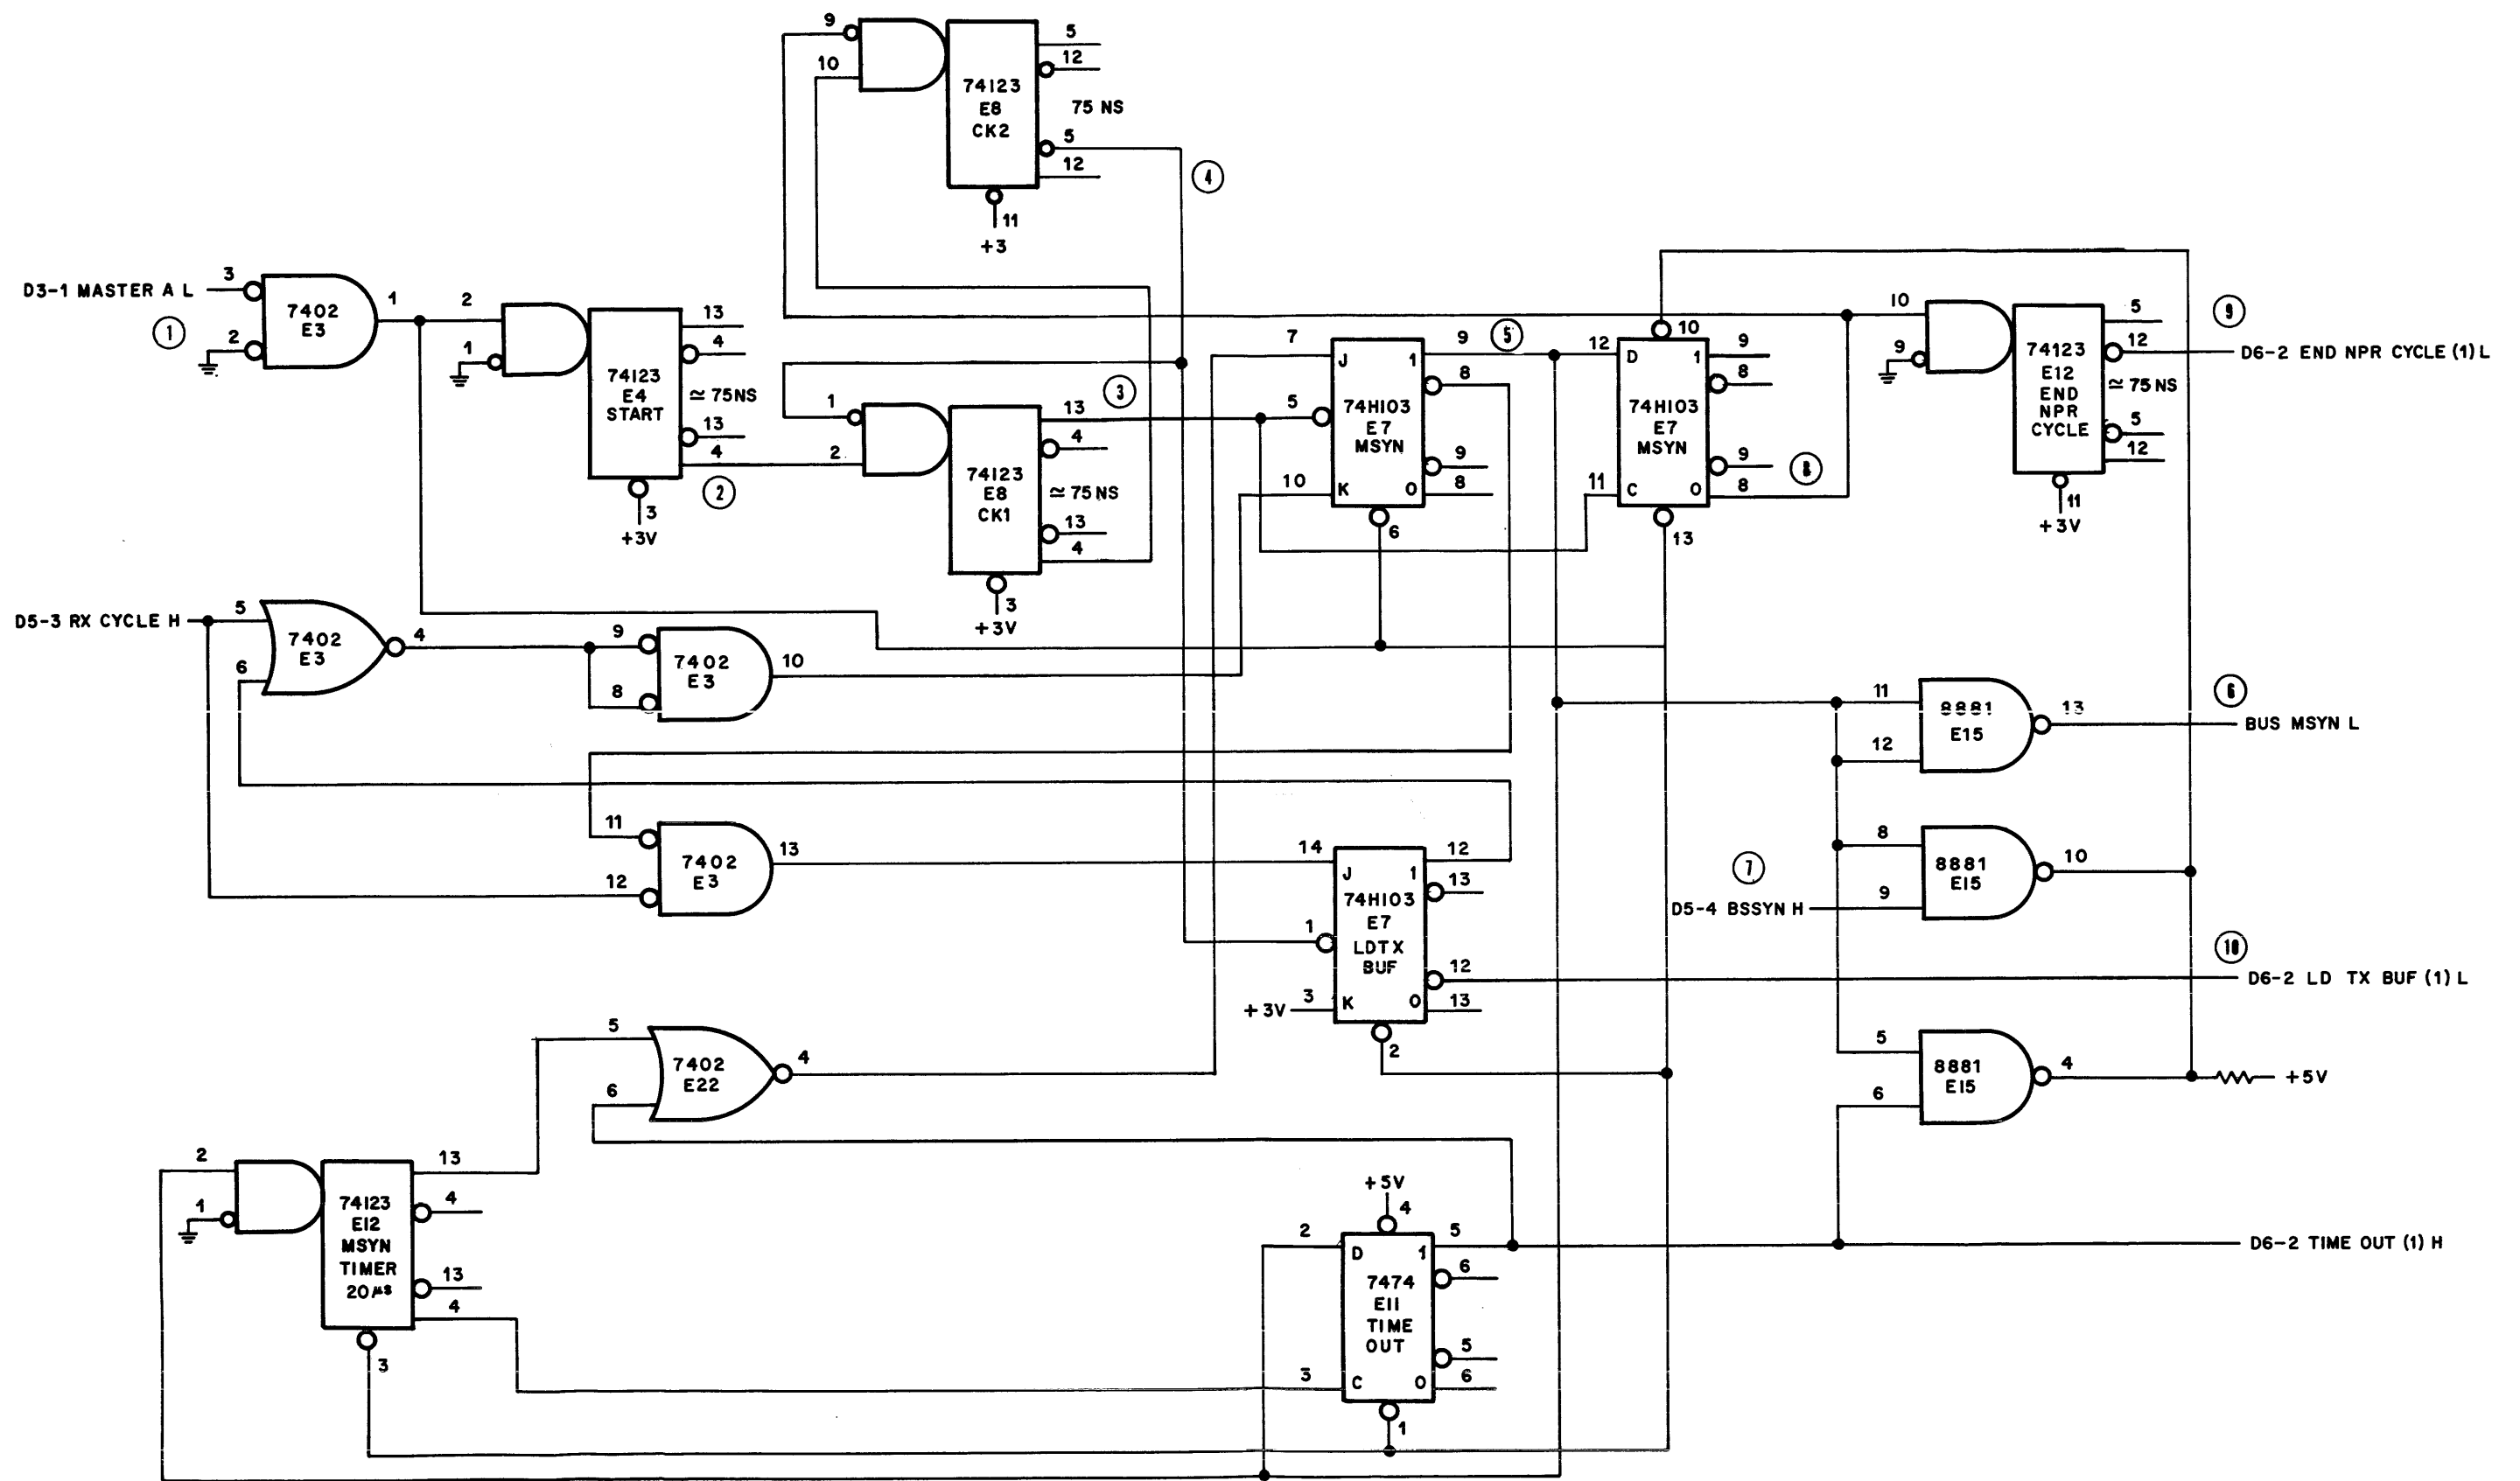 9
10
74123
E8
CK2
5
12
75 NS
5
12
11
+3
4
D3-1 MASTER A L
3
2
7402
E3
1
1
2
1
74123
E4
START
13
4
≃ 75NS
13
4
3
+3V
2
1
2
74123
E8
CK1
13
4
≃ 75NS
13
4
3
+3V
3
7
5
10
J
K
74H103
E7
MSYN
1
0
9
8
9
8
6
5
12
11
10
D
C
74H103
E7
MSYN
1
0
9
8
9
8
13
8
10
9
74123
E12
END
NPR
CYCLE
5
12
≃ 75NS
5
12
11
+3V
9
D6-2 END NPR CYCLE (1) L
D5-3 RX CYCLE H
5
6
7402
E3
4
9
8
7402
E3
10
11
12
7402
E3
13
11
12
8881
E15
13
6
BUS MSYN L
7
D5-4 BSSYN H
8
9
8881
E15
10
14
1
3
+3V
J
K
74H103
E7
LDTX
BUF
1
0
12
13
12
13
2
10
D6-2 LD TX BUF (1) L
5
6
8881
E15
4
+5V
5
6
7402
E22
4
2
1
74123
E12
MSYN
TIMER
20µs
13
4
13
4
3
+5V
4
2
3
D
C
7474
E11
TIME
OUT
1
0
5
6
5
6
1
D6-2 TIME OUT (1) H